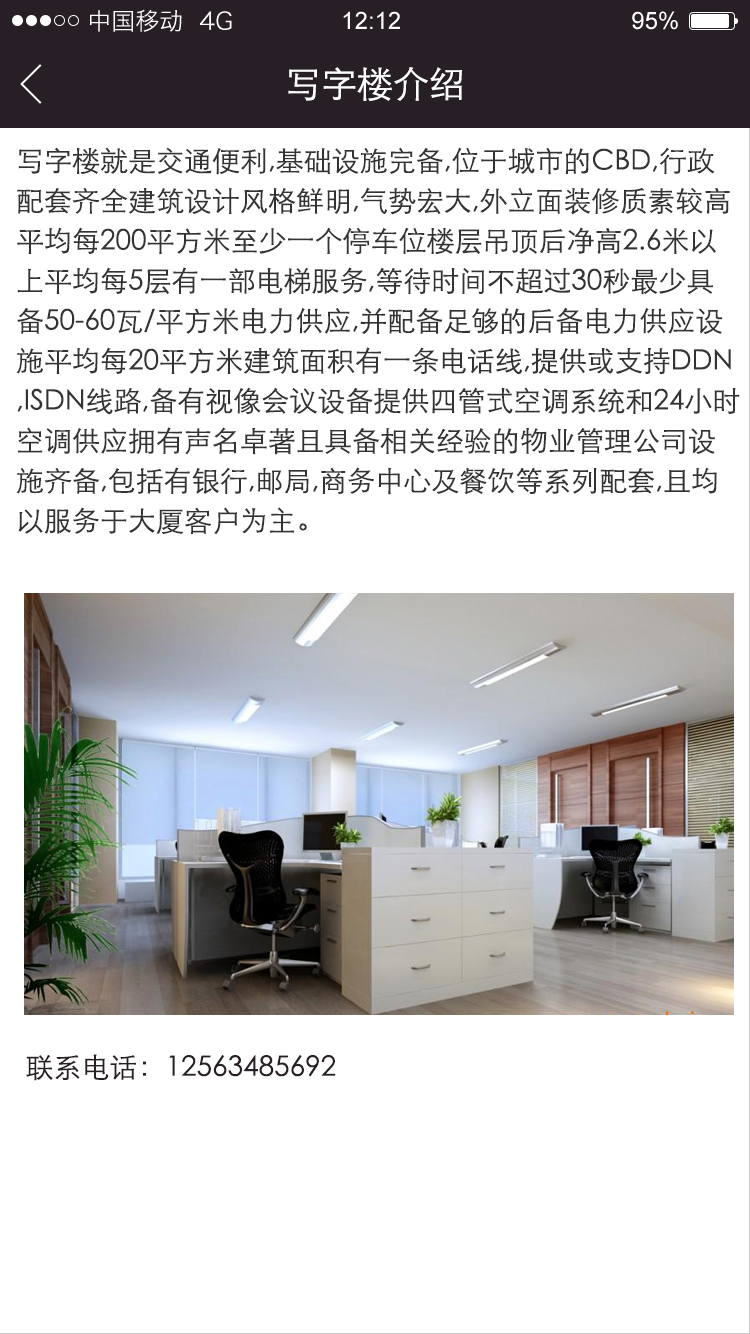 中国移动 4G 12:12 95%
写字楼介绍
写字楼就是交通便利,基础设施完备,位于城市的CBD,行政
配套齐全建筑设计风格鲜明,气势宏大,外立面装修质素较高
平均每200平方米至少一个停车位楼层吊顶后净高2.6米以
上平均每5层有一部电梯服务,等待时间不超过30秒最少具
备50-60瓦/平方米电力供应,并配备足够的后备电力供应设
施平均每20平方米建筑面积有一条电话线,提供或支持DDN
,ISDN线路,备有视像会议设备提供四管式空调系统和24小时
空调供应拥有声名卓著且具备相关经验的物业管理公司设
施齐备,包括有银行,邮局,商务中心及餐饮等系列配套,且均
以服务于大厦客户为主。
联系电话：12563485692